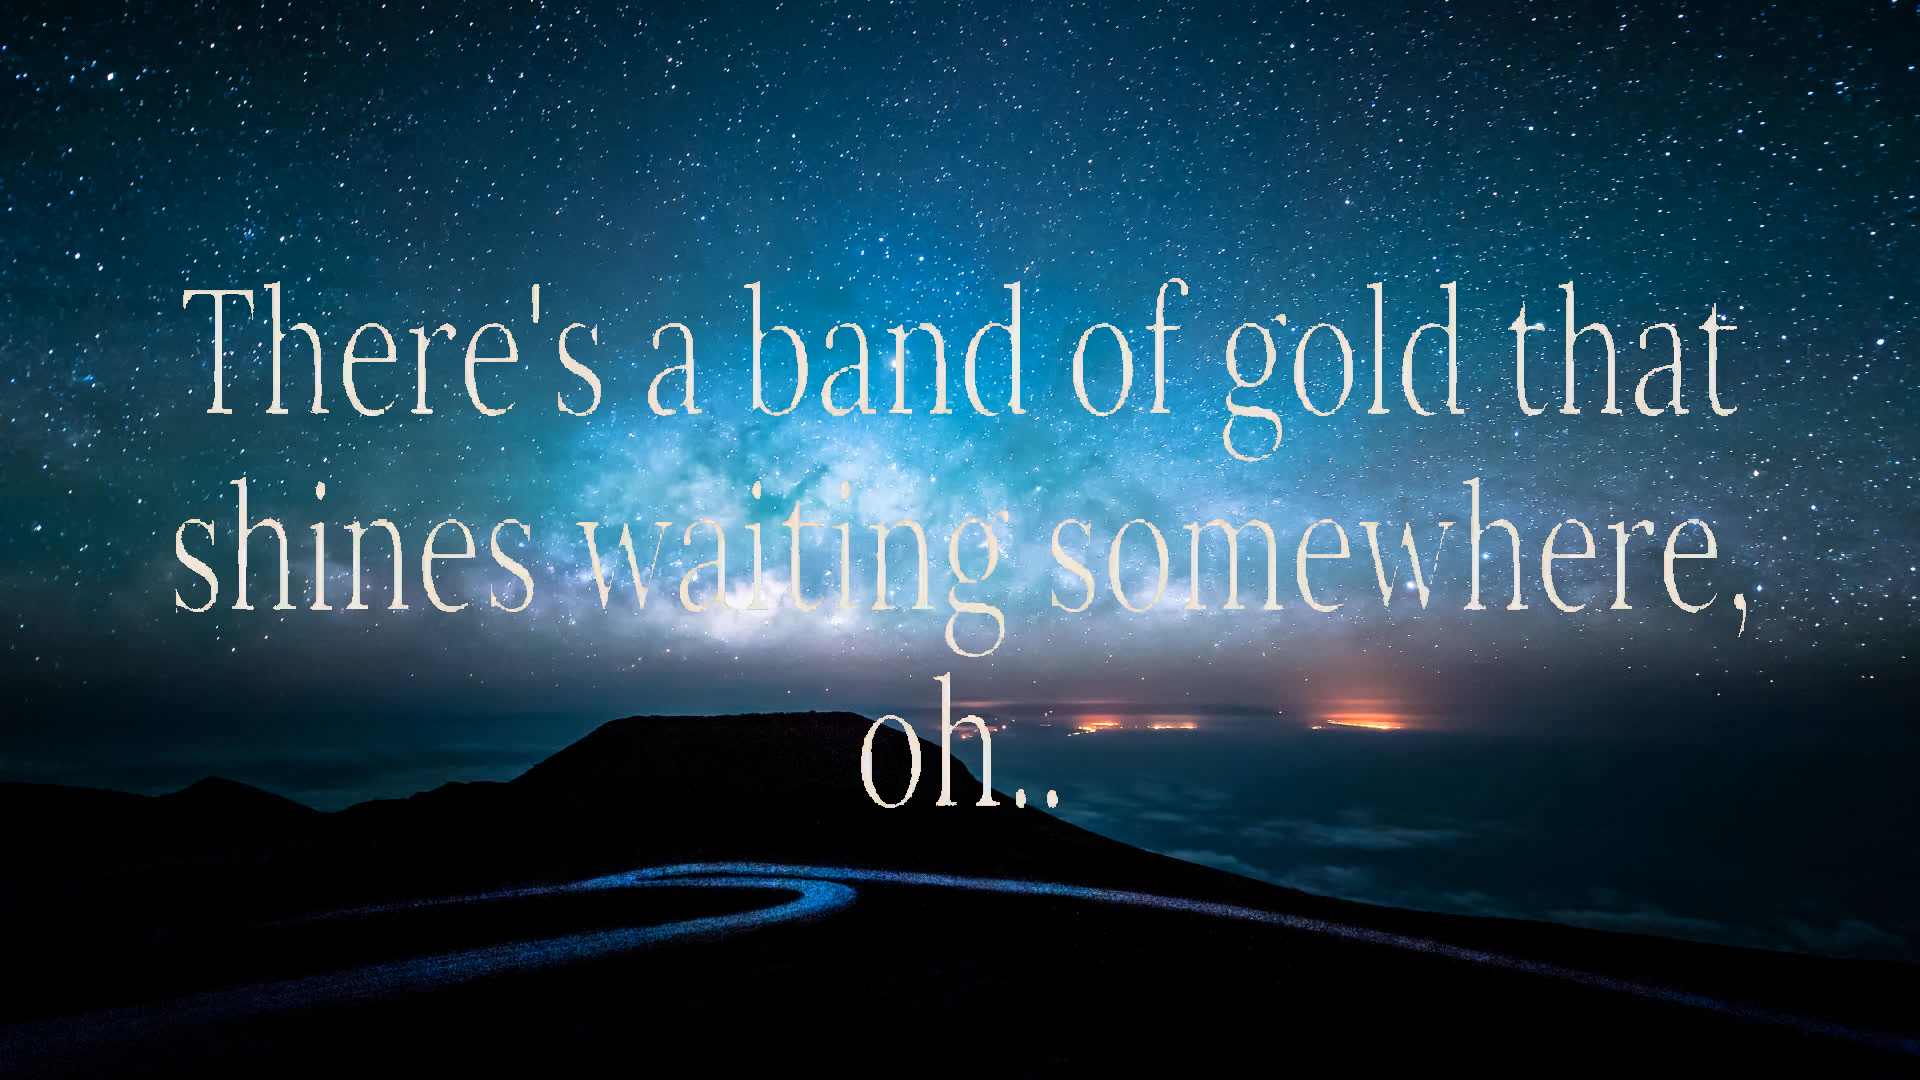 There's a band of gold that
shines waiting somewhere,
oh..